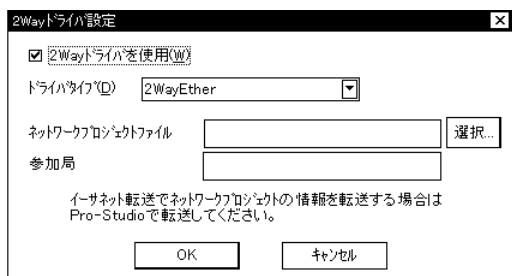 2Wayﾄﾞﾗｲﾊﾞ設定
2Wayﾄﾞﾗｲﾊﾞを使用(W)
ﾄﾞﾗｲﾊﾞﾀｲﾌﾟ(D) 2WayEther
ﾈｯﾄﾜｰｸﾌﾟﾛｼﾞｪｸﾄﾌｧｲﾙ 選択...
参加局
イーサネット転送でﾈｯﾄﾜｰｸﾌﾟﾛｼﾞｪｸﾄの情報を転送する場合は
Pro-Studioで転送してください。
OK ｷｬﾝｾﾙ